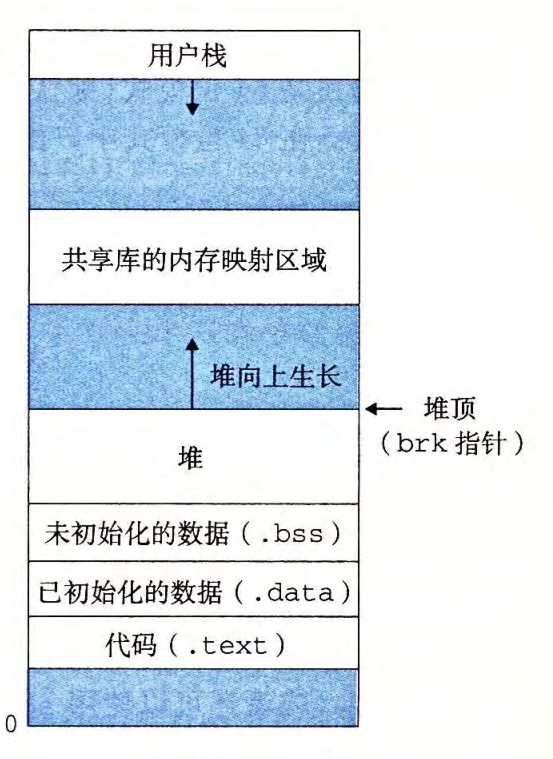 用户栈
共享库的内存映射区域
堆向上生长
堆顶
（brk 指针）
堆
未初始化的数据（.bss）
已初始化的数据（.data）
代码（.text）
0